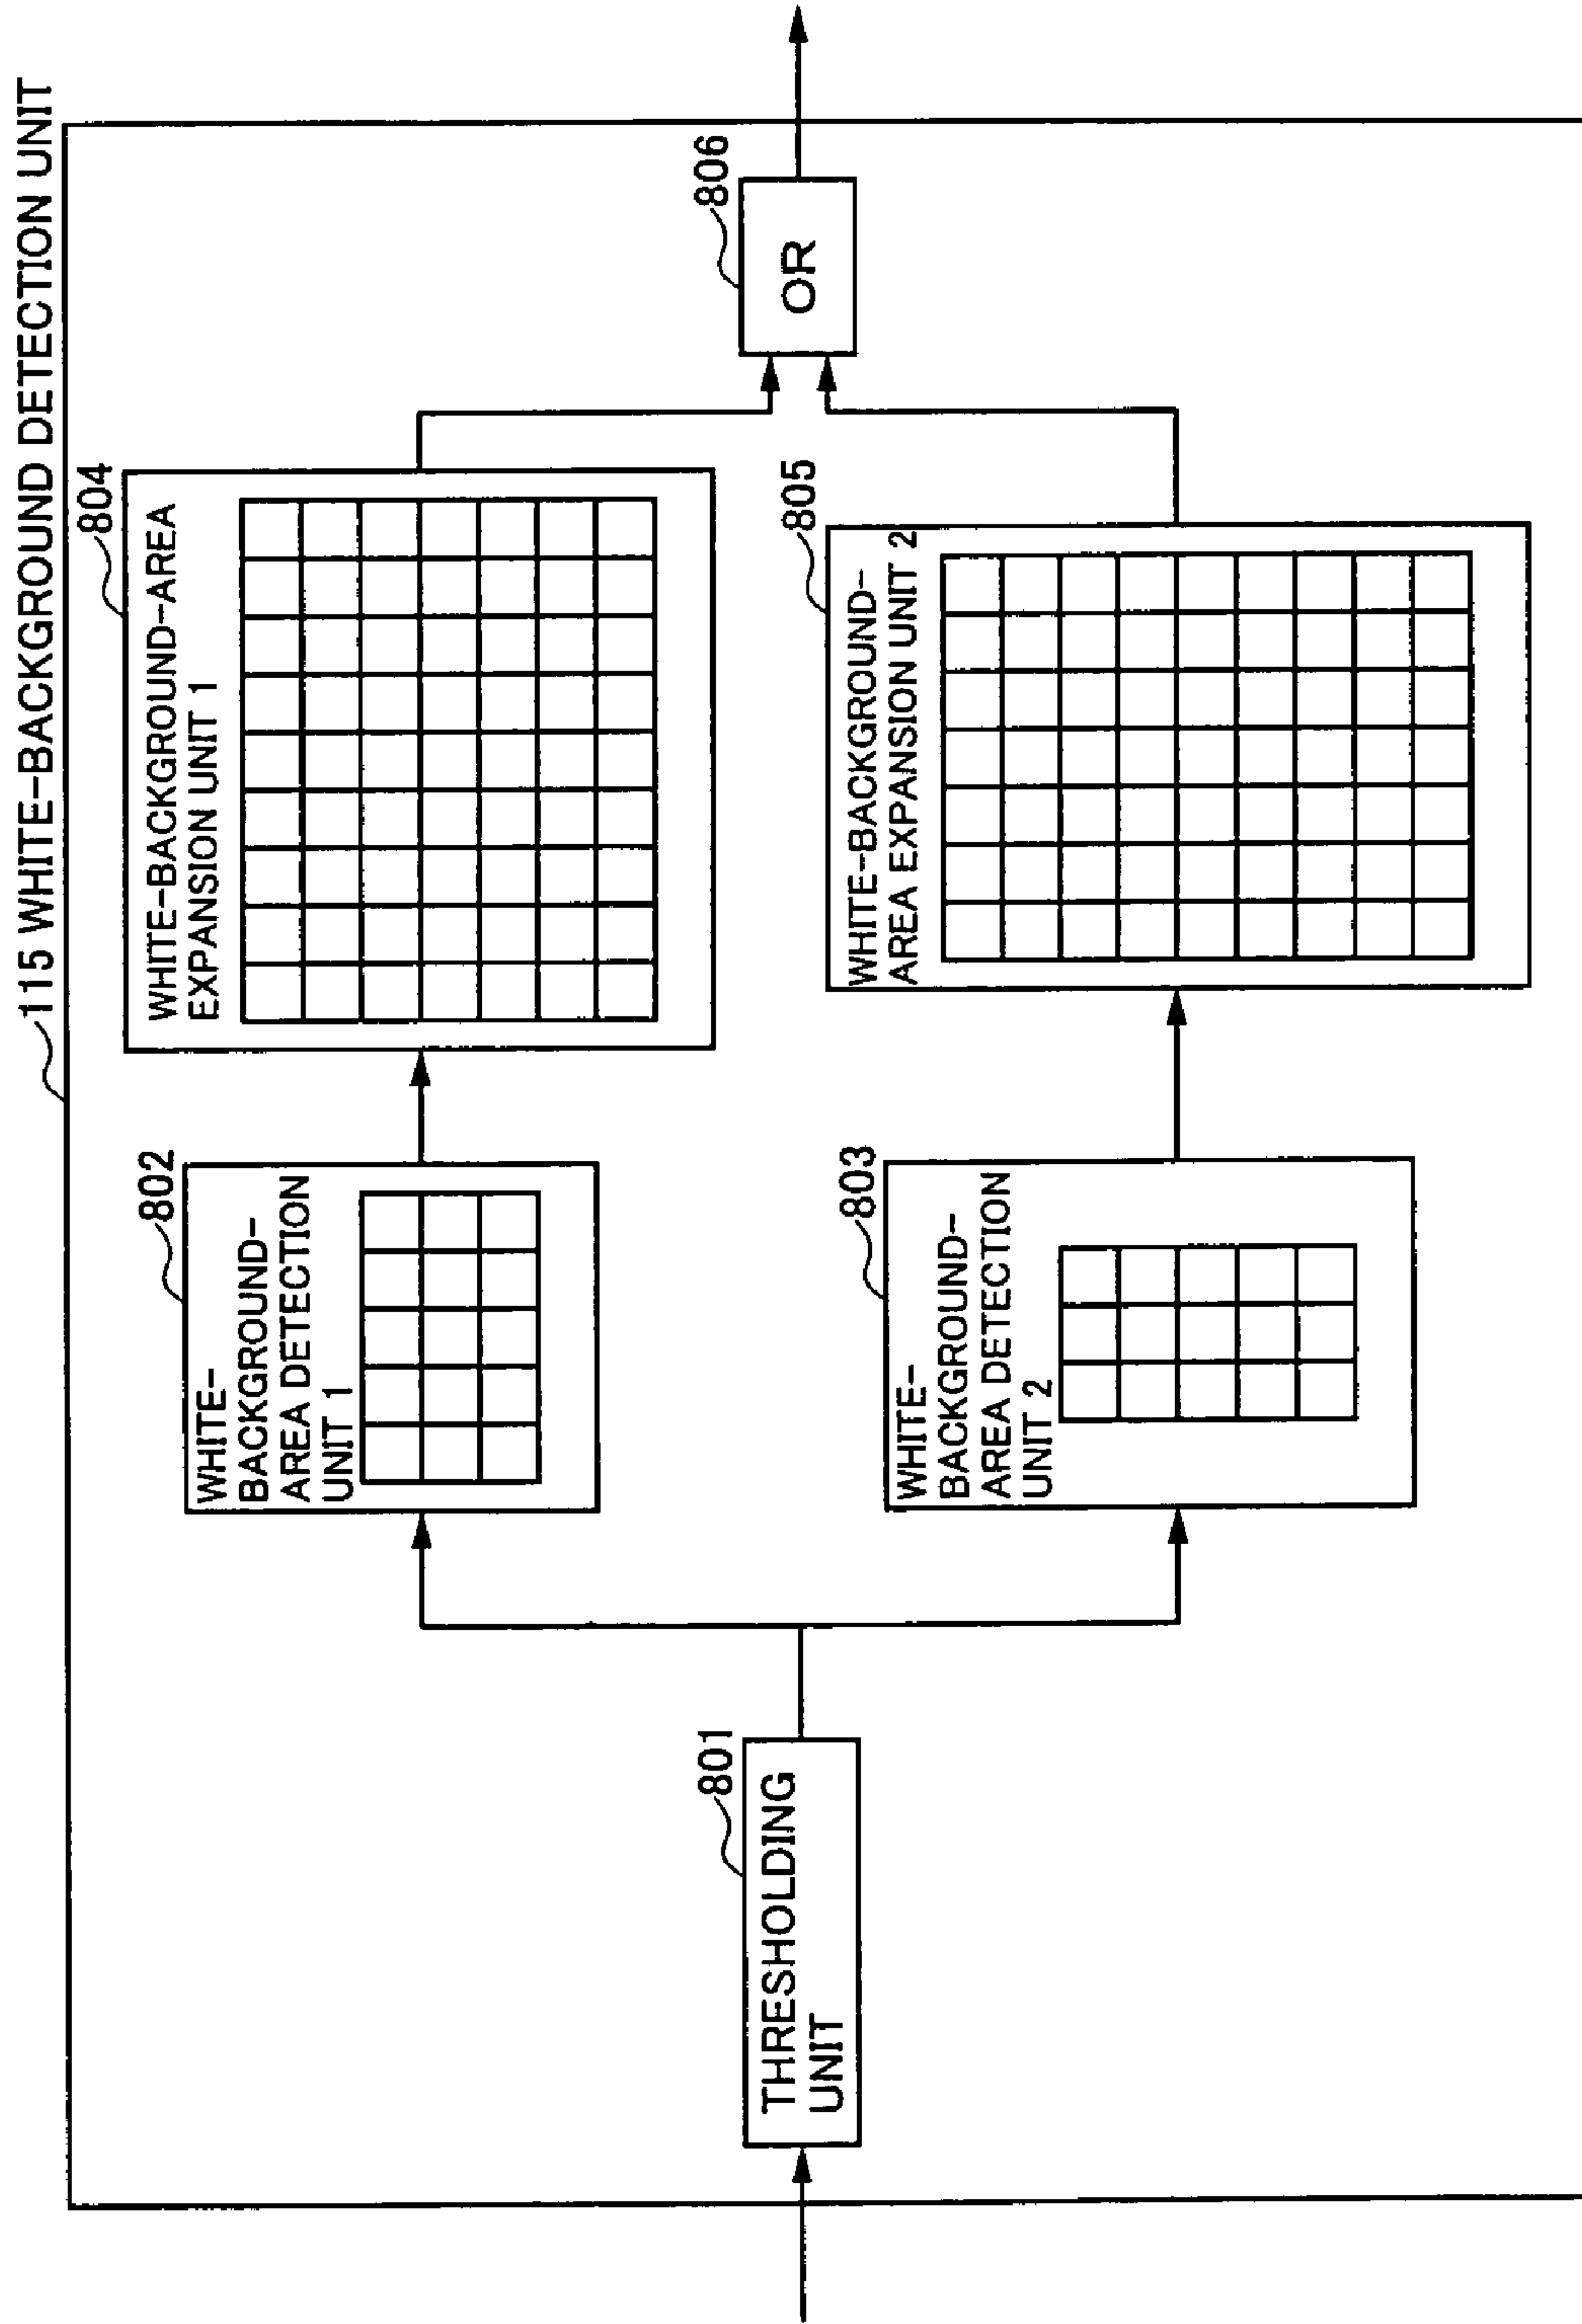 115 WHITE-BACKGROUND DETECTION UNIT
801
THRESHOLDING
UNIT
802
WHITE-
BACKGROUND-
AREA DETECTION
UNIT 1
803
WHITE-
BACKGROUND-
AREA DETECTION
UNIT 2
804
WHITE-BACKGROUND-AREA
EXPANSION UNIT 1
805
WHITE-BACKGROUND-
AREA EXPANSION UNIT 2
806
OR